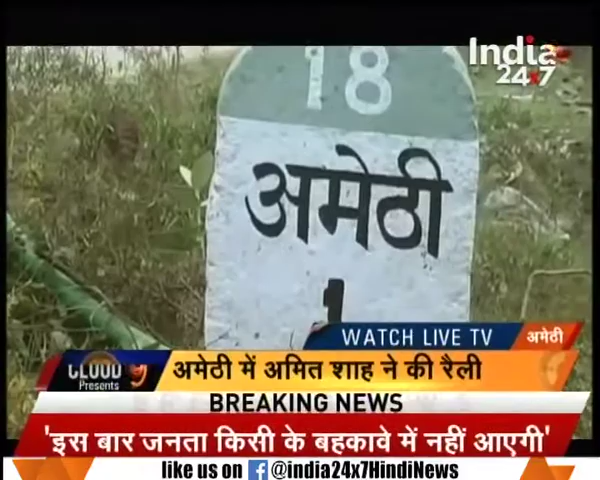 India
24x7
18
अमेठी
1
WATCH LIVE TV
अमेठी
CLOUD 9
Presents
अमेठी में अमित शाह ने की रैली
BREAKING NEWS
'इस बार जनता किसी के बहकावे में नहीं आएगी'
like us on f @india24x7HindiNews